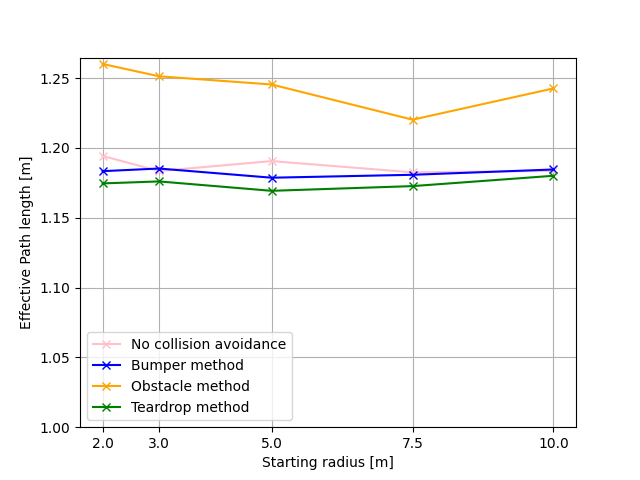 1.25
1.20
1.15
1.10
1.05
1.00
Effective Path length [m]
No collision avoidance
Bumper method
Obstacle method
Teardrop method
2.0 3.0 5.0 7.5 10.0
Starting radius [m]